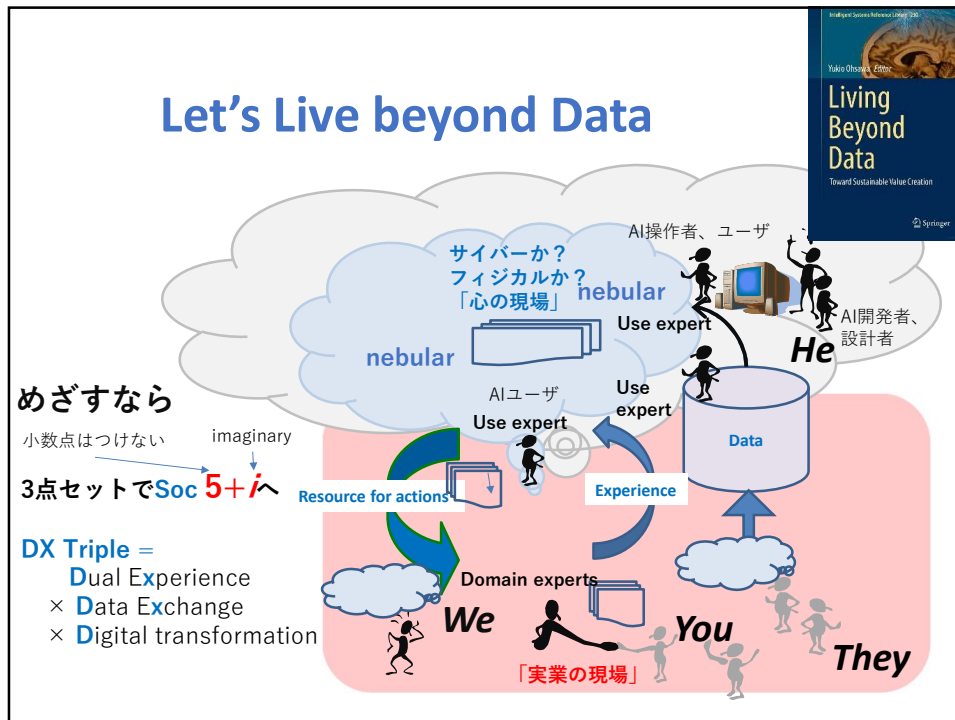 Intelligent Systems Reference Library 230
Yukio Ohsawa Editor
Living
Beyond
Data
Toward Sustainable Value Creation
Springer
Let's Live beyond Data
AI操作者、ユーザ
サイバーか？
フィジカルか？
「心の現場」
nebular
Use expert
AI開発者、
設計者
He
nebular
AIユーザ
Use expert
Use
expert
Data
めざすなら
小数点はつけない
imaginary
3点セットでSoc 5+iへ
Resource for actions
Experience
DX Triple =
Dual Experience
× Data Exchange
× Digital transformation
Domain experts
We
You
They
「実業の現場」